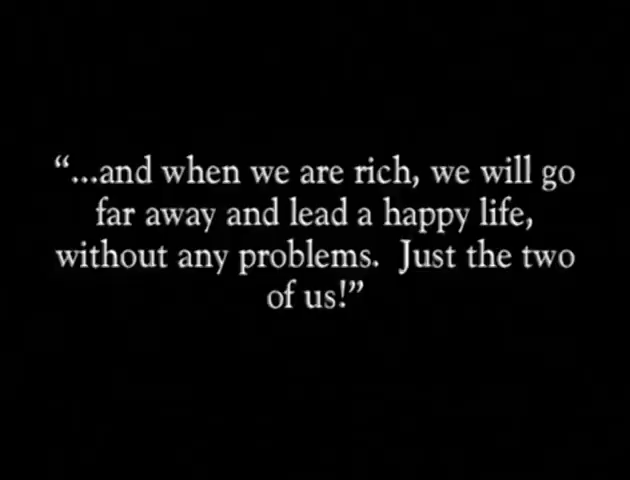 “...and when we are rich, we will go
far away and lead a happy life,
without any problems.  Just the two
of us!”